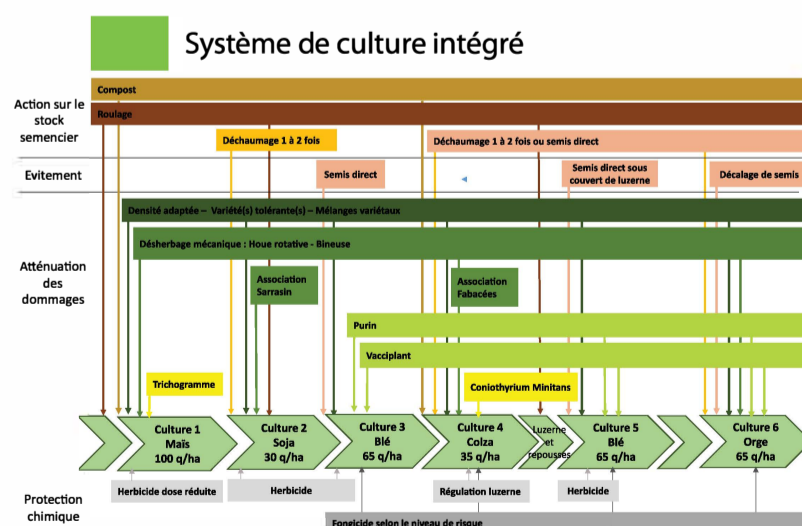 Système de culture intégré
Compost
Action sur le
stock
semencier
Roulage
Déchaumage 1 à 2 fois
Déchaumage 1 à 2 fois ou semis direct
Evitement
Semis direct
Semis direct sous
couvert de luzerne
Décalage de semis
Densité adaptée – Variété(s) tolérante(s) – Mélanges variétaux
Désherbage mécanique : Houe rotative - Bineuse
Atténuation
des
dommages
Association
Sarrasin
Association
Fabacées
Purin
Vacciplant
Trichogramme
Coniothyrium Minitans
Culture 1
Maïs
100 q/ha
Culture 2
Soja
30 q/ha
Culture 3
Blé
65 q/ha
Culture 4
Colza
35 q/ha
Luzerne
et
repousses
Culture 5
Blé
65 q/ha
Culture 6
Orge
65 q/ha
Protection
chimique
Herbicide dose réduite
Herbicide
Régulation luzerne
Herbicide
Fongicide selon le niveau de risque